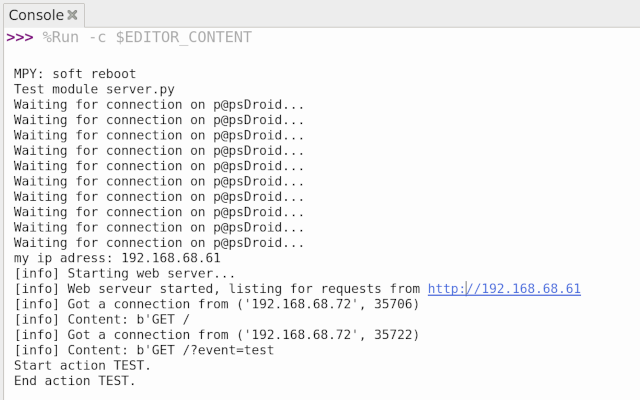 Console
>>> %Run -c $EDITOR_CONTENT
MPY: soft reboot
Test module server.py
Waiting for connection on p@psDroid...
Waiting for connection on p@psDroid...
Waiting for connection on p@psDroid...
Waiting for connection on p@psDroid...
Waiting for connection on p@psDroid...
Waiting for connection on p@psDroid...
Waiting for connection on p@psDroid...
Waiting for connection on p@psDroid...
Waiting for connection on p@psDroid...
Waiting for connection on p@psDroid...
my ip adress: 192.168.68.61
[info] Starting web server...
[info] Web serveur started, listing for requests from http://192.168.68.61
[info] Got a connection from ('192.168.68.72', 35706)
[info] Content: b'GET /
[info] Got a connection from ('192.168.68.72', 35722)
[info] Content: b'GET /?event=test
Start action TEST.
End action TEST.